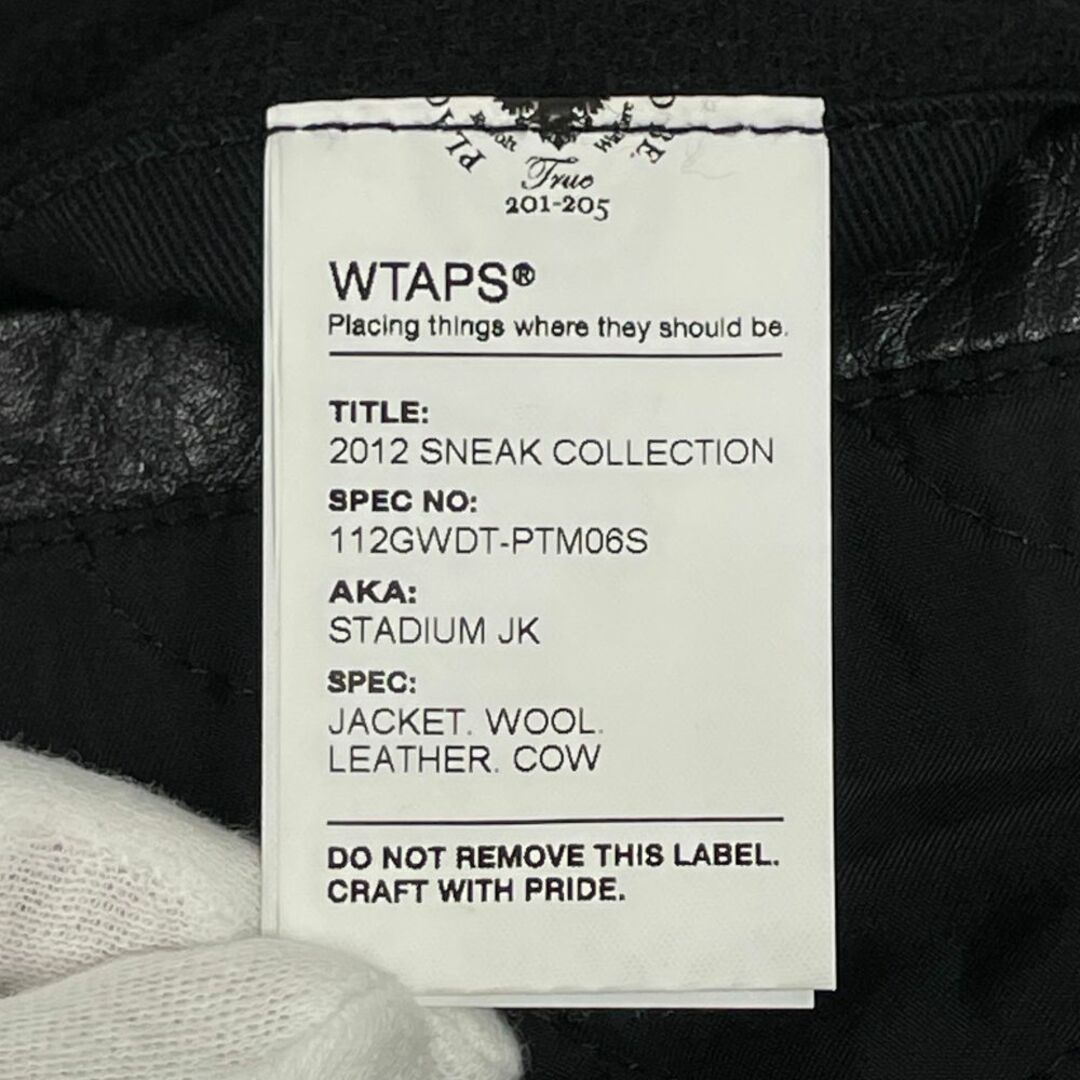 True
201-205
WTAPS®
Placing things where they should be.
TITLE:
2012 SNEAK COLLECTION
SPEC NO:
112GWDT-PTM06S
AKA:
STADIUM JK
SPEC:
JACKET. WOOL.
LEATHER. COW
DO NOT REMOVE THIS LABEL.
CRAFT WITH PRIDE.